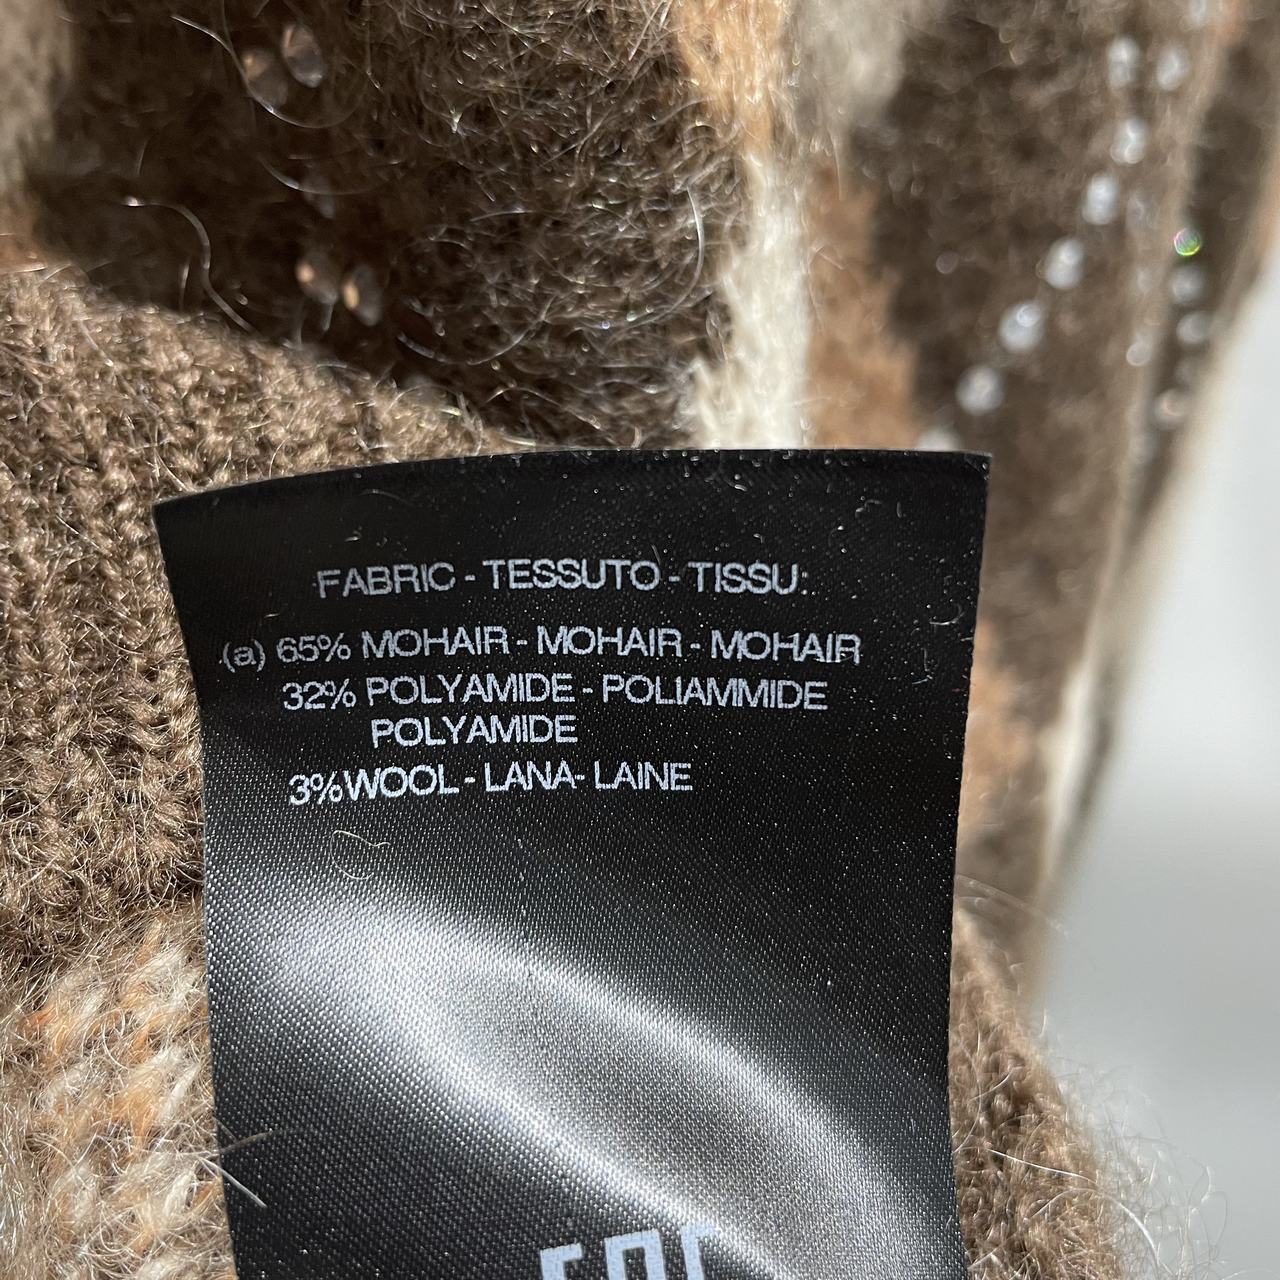 FABRIC - TESSUTO - TISSU:
(a) 65% MOHAIR - MOHAIR - MOHAIR
32% POLYAMIDE - POLIAMMIDE
POLYAMIDE
3% WOOL - LANA - LAINE